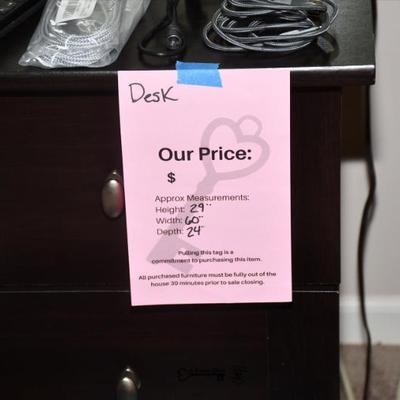 Desk
Our Price:
$
Approx Measurements:
Height: 29"
Width: 60"
Depth: 24"
Pulling this tag is a
commitment to purchasing this item.
All purchased furniture must be fully out of the
house 30 minutes prior to sale closing.